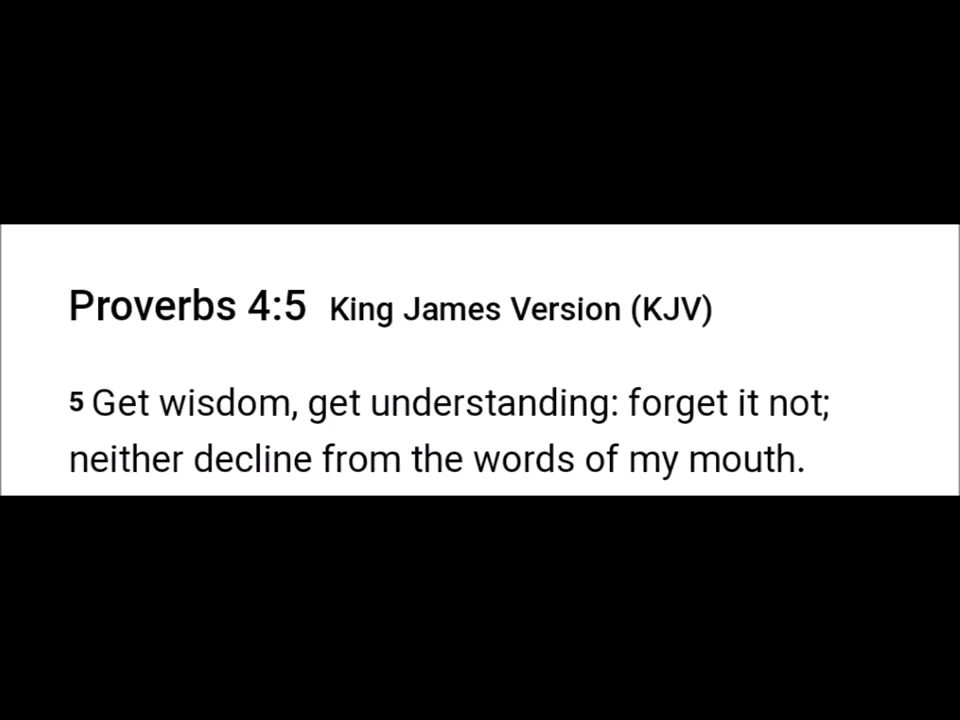 Proverbs 4:5 King James Version (KJV)
5 Get wisdom, get understanding: forget it not;
neither decline from the words of my mouth.